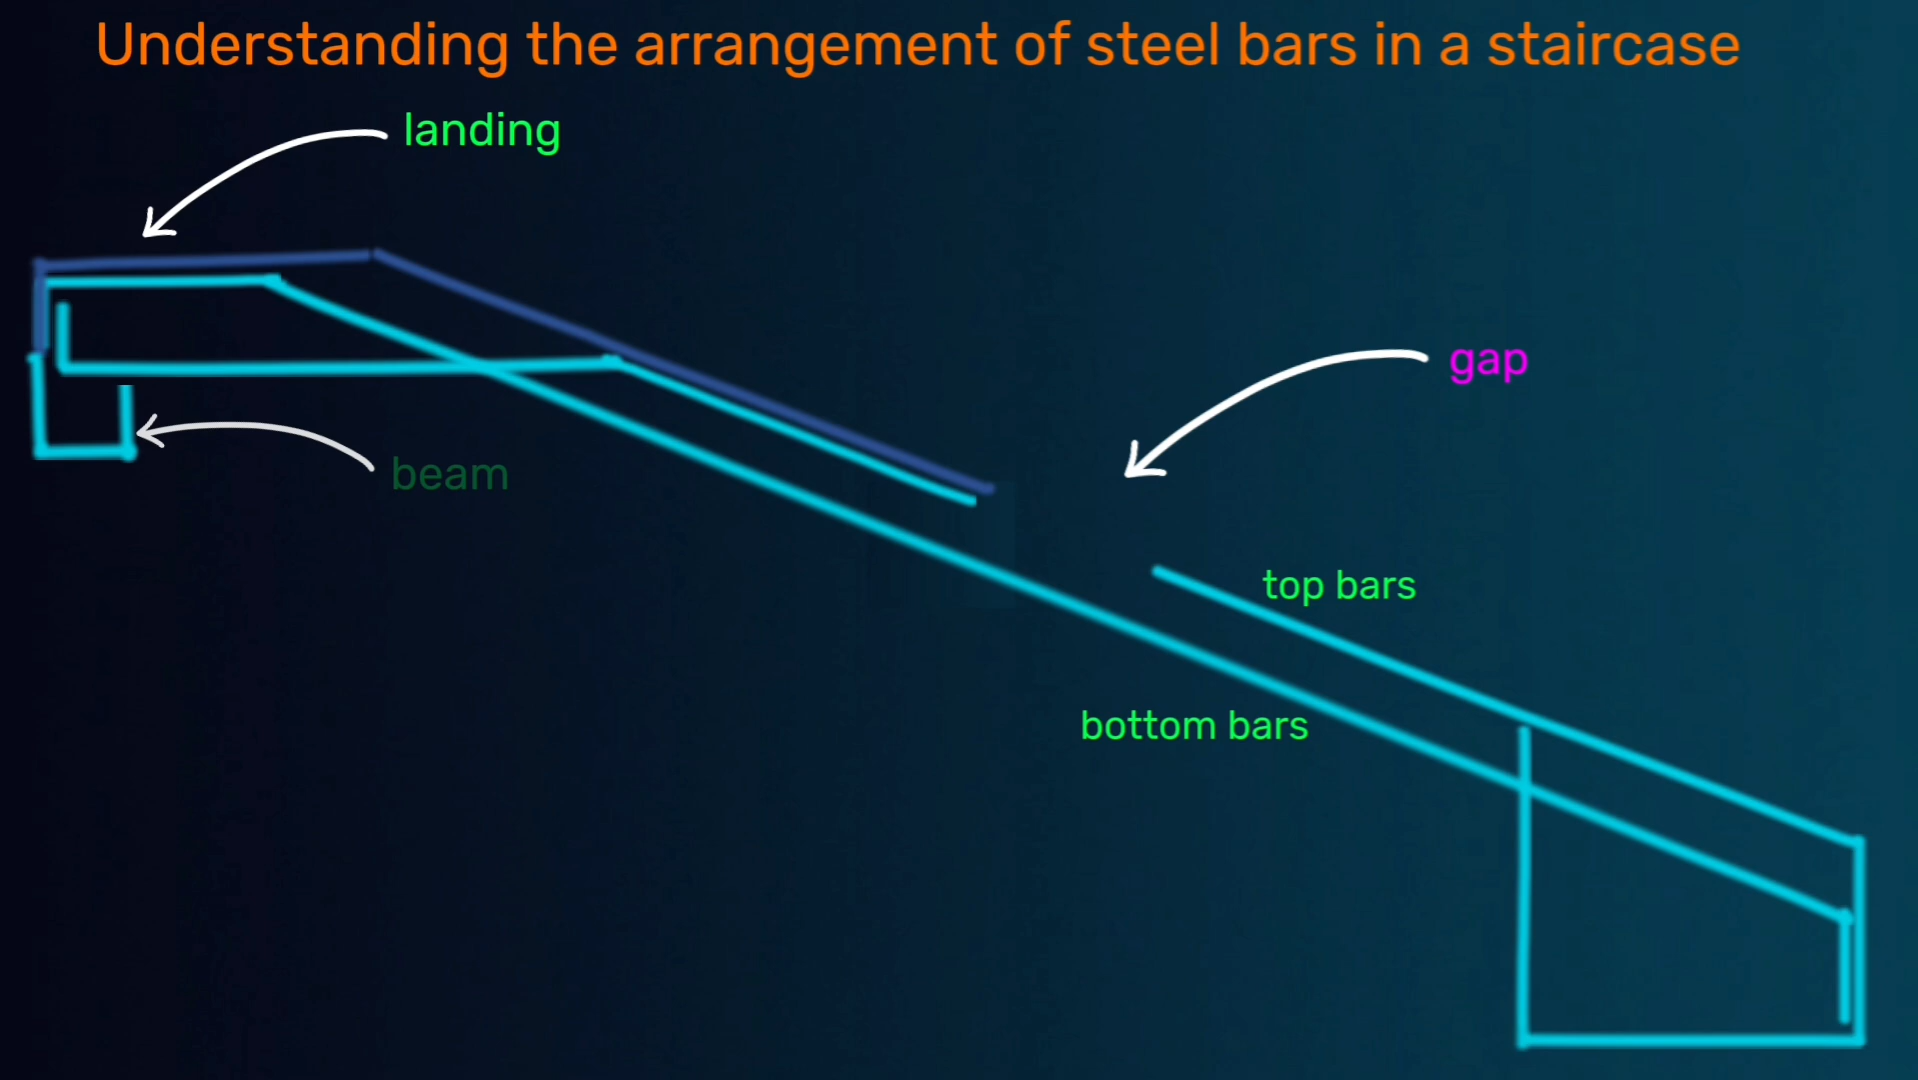 Understanding the arrangement of steel bars in a staircase
landing
gap
beam
top bars
bottom bars